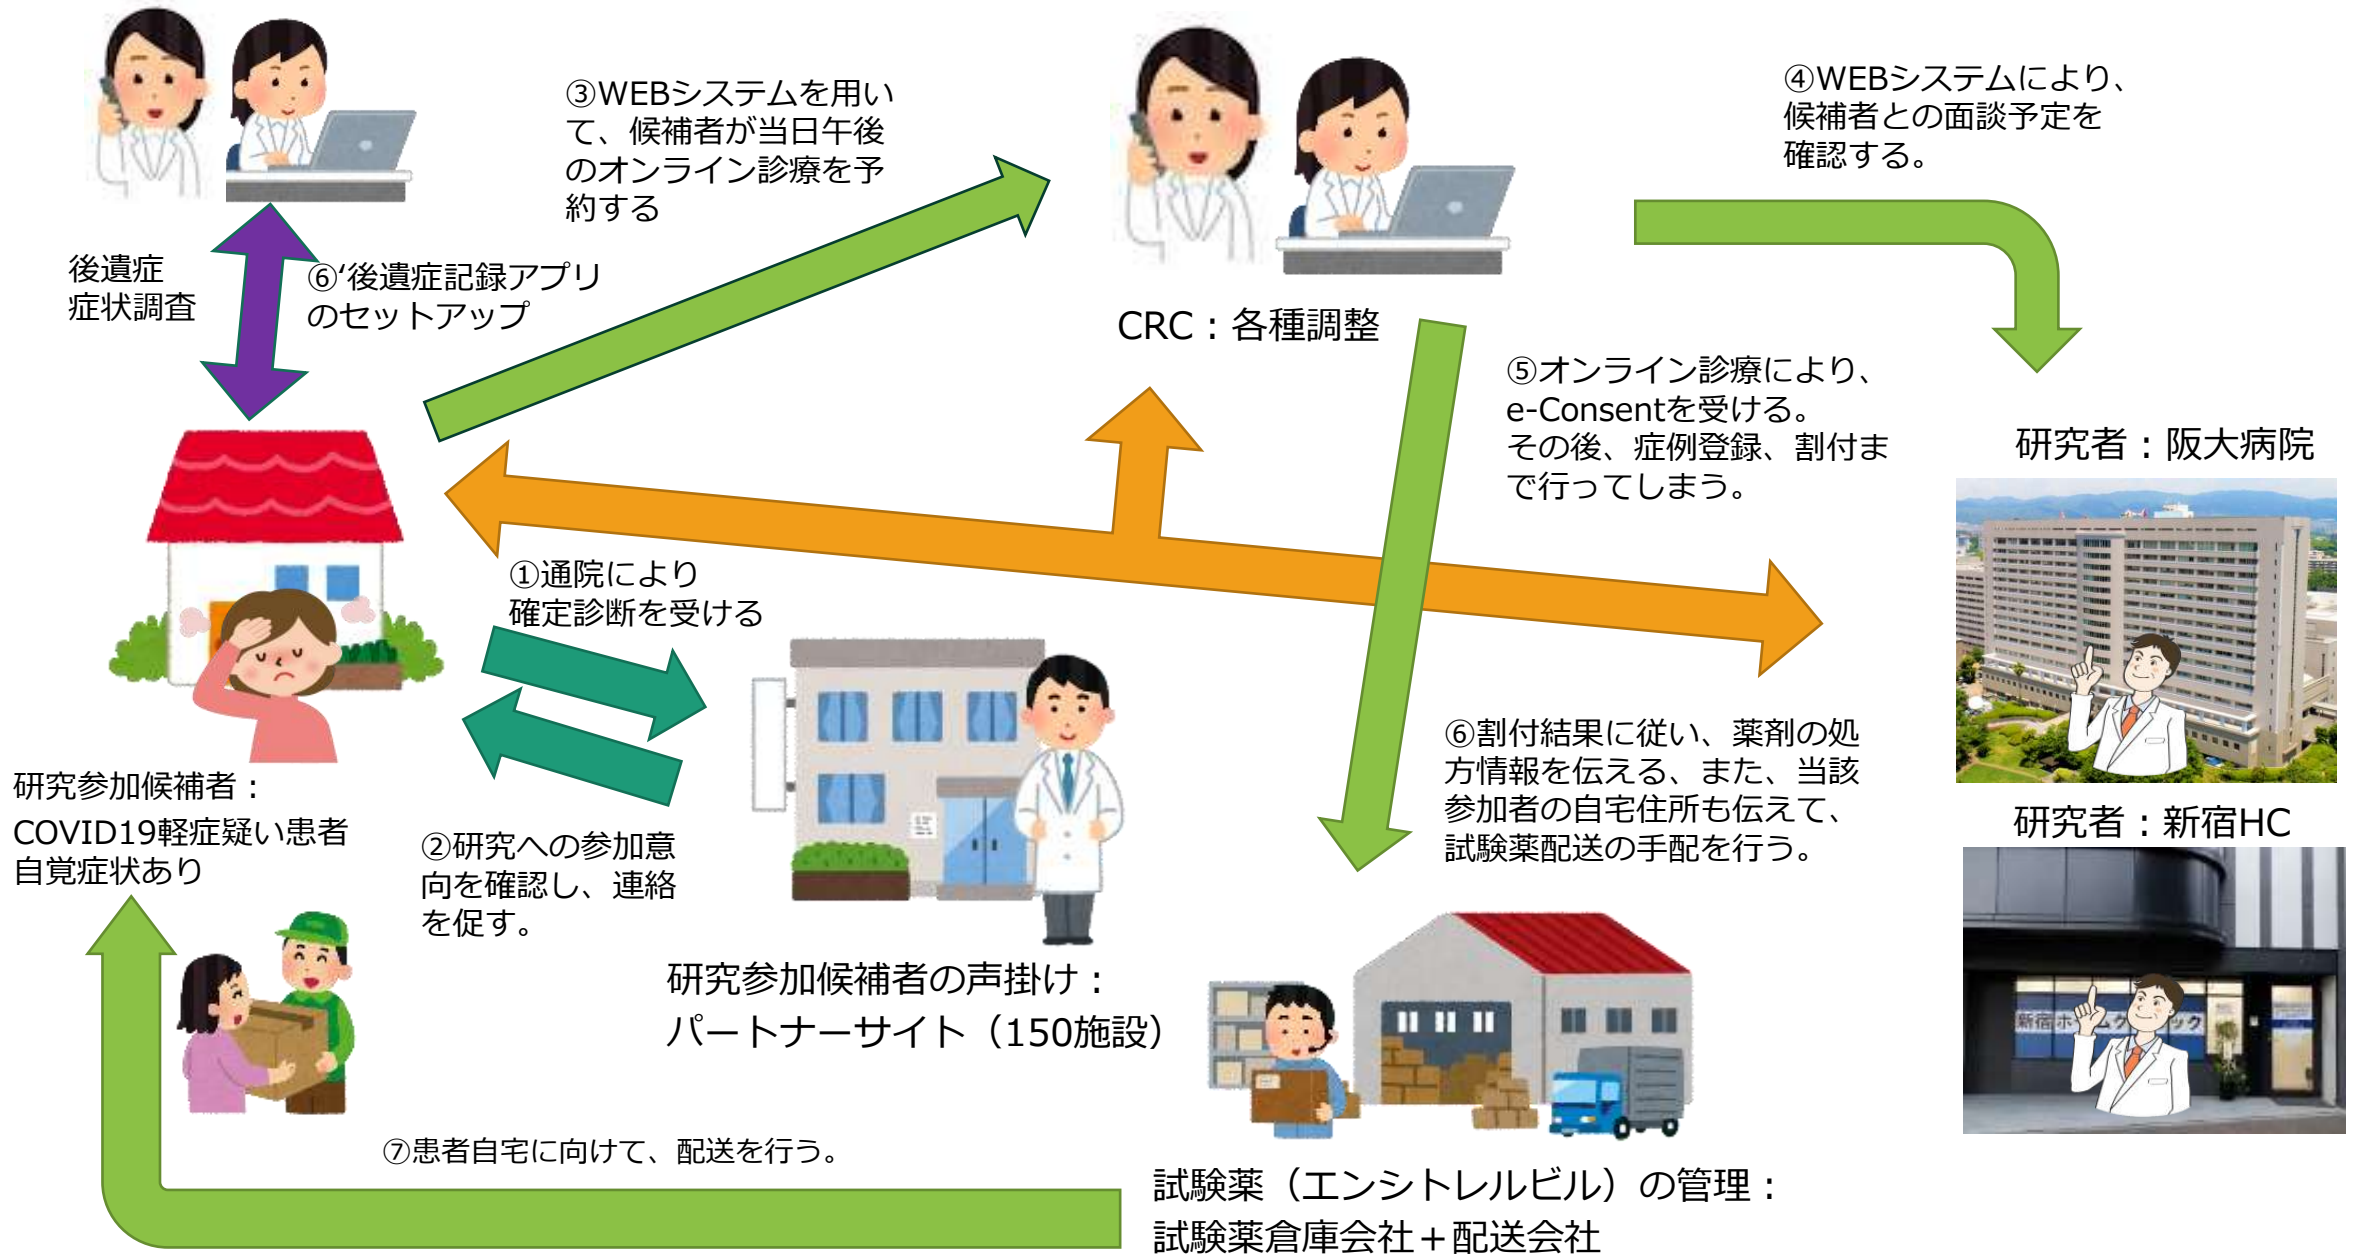 ③WEBシステムを用い
て、候補者が当日午後
のオンライン診療を予
約する
④WEBシステムにより、
候補者との面談予定を
確認する。
後遺症
症状調査
⑥‘後遺症記録アプリ
のセットアップ
CRC：各種調整
⑤オンライン診療により、
e-Consentを受ける。
その後、症例登録、割付ま
で行ってしまう。
研究者：阪大病院
①通院により
確定診断を受ける
⑥割付結果に従い、薬剤の処
方情報を伝える、また、当該
参加者の自宅住所も伝えて、
試験薬配送の手配を行う。
研究参加候補者：
COVID19軽症疑い患者
自覚症状あり
②研究への参加意
向を確認し、連絡
を促す。
研究者：新宿HC
研究参加候補者の声掛け：
パートナーサイト（150施設）
新宿ホームク ック
⑦患者自宅に向けて、配送を行う。
試験薬（エンシトレルビル）の管理：
試験薬倉庫会社＋配送会社